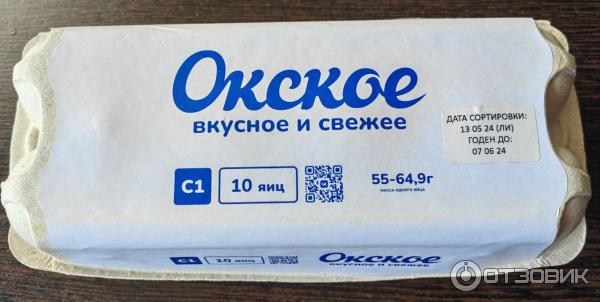 Окское
вкусное и свежее
ДАТА СОРТИРОВКИ:
13 05 24 (ЛИ)
ГОДЕН ДО:
07 06 24
С1
10 яиц
55-64,9г
МАССА ОДНОГО ЯЙЦА
С1
10 яиц
Окское
вкусное и свежее
ОТЗОВИК